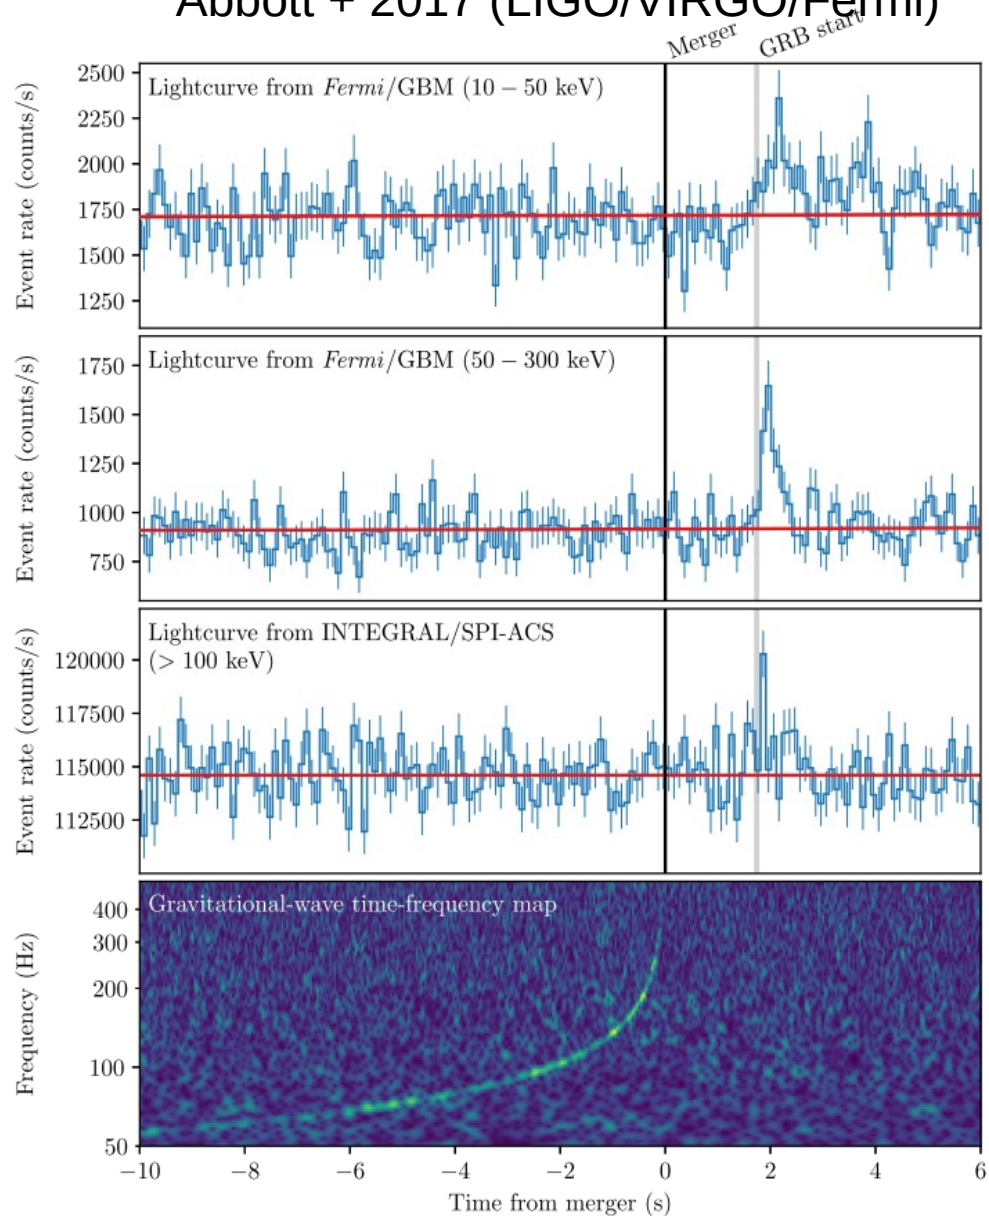 Abbott + 2017 (LIGO/VIRGO/Fermi)
Merger
GRB start
Lightcurve from Fermi/GBM (10 − 50 keV)
Event rate (counts/s)
2500
2250
2000
1750
1500
1250
Lightcurve from Fermi/GBM (50 − 300 keV)
Event rate (counts/s)
1750
1500
1250
1000
750
Lightcurve from INTEGRAL/SPI-ACS
(> 100 keV)
Event rate (counts/s)
120000
117500
115000
112500
Gravitational-wave time-frequency map
Frequency (Hz)
400
300
200
100
50
−10 −8 −6 −4 −2 0 2 4 6
Time from merger (s)